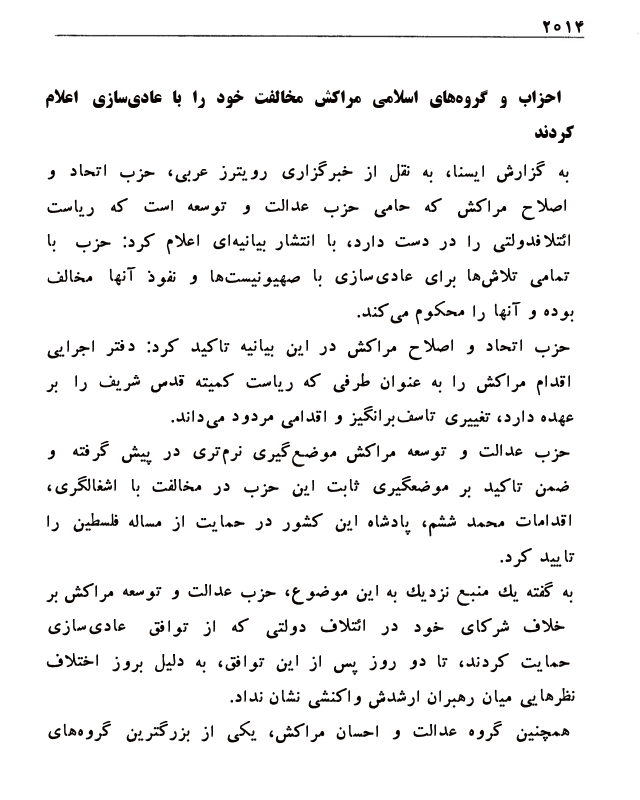 ۲۰۱۴
احزاب و گروه‌های اسلامی مراکش مخالفت خود را با عادی‌سازی اعلام
کردند
به گزارش ایسنا، به نقل از خبرگزاری رویترز عربی، حزب اتحاد و
اصلاح مراکش که حامی حزب عدالت و توسعه است که ریاست
ائتلافدولتی را در دست دارد، با انتشار بیانیه‌ای اعلام کرد: حزب با
تمامی تلاش‌ها برای عادی‌سازی با صهیونیست‌ها و نفوذ آنها مخالف
بوده و آنها را محکوم می‌کند.
حزب اتحاد و اصلاح مراکش در این بیانیه تاکید کرد: دفتر اجرایی
اقدام مراکش را به عنوان طرفی که ریاست کمیته قدس شریف را بر
عهده دارد، تغییری تاسف‌برانگیز و اقدامی مردود می‌داند.
حزب عدالت و توسعه مراکش موضع‌گیری نرم‌تری در پیش گرفته و
ضمن تاکید بر موضعگیری ثابت این حزب در مخالفت با اشغالگری،
اقدامات محمد ششم، پادشاه این کشور در حمایت از مساله فلسطین را
تایید کرد.
به گفته یك منبع نزدیك به این موضوع، حزب عدالت و توسعه مراکش بر
خلاف شرکای خود در ائتلاف دولتی که از توافق عادی‌سازی
حمایت کردند، تا دو روز پس از این توافق، به دلیل بروز اختلاف
نظرهایی میان رهبران ارشدش واکنشی نشان نداد.
همچنین گروه عدالت و احسان مراکش، یکی از بزرگترین گروه‌های